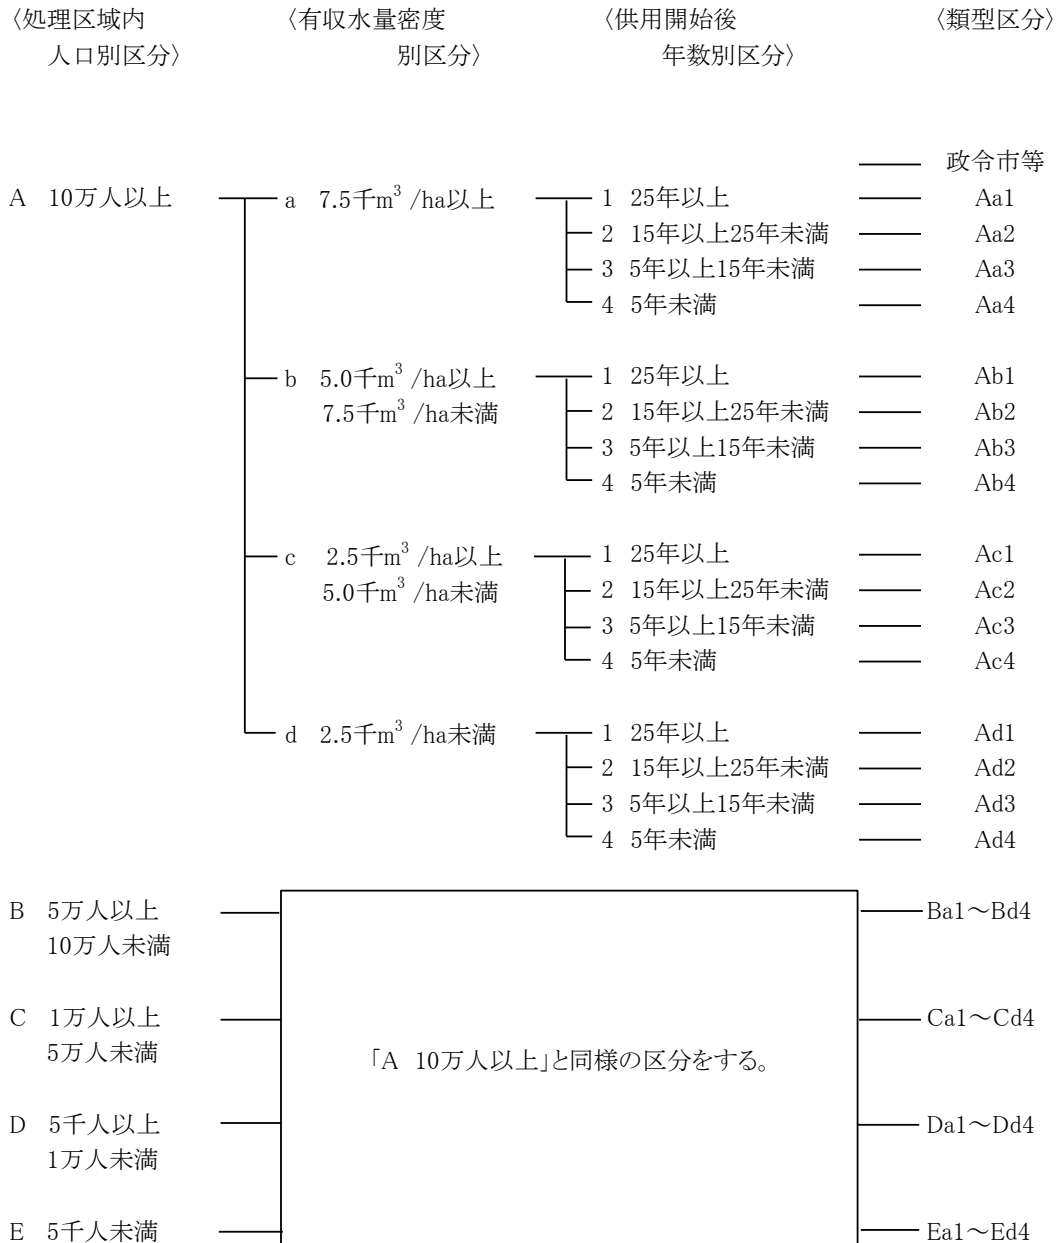 〈処理区域内 〈有収水量密度 〈供用開始後 〈類型区分〉
人口別区分〉 別区分〉 年数別区分〉
政令市等
A 10万人以上 a 7.5千m³/ha以上 1 25年以上 Aa1
2 15年以上25年未満 Aa2
3 5年以上15年未満 Aa3
4 5年未満 Aa4
b 5.0千m³/ha以上 1 25年以上 Ab1
7.5千m³/ha未満 2 15年以上25年未満 Ab2
3 5年以上15年未満 Ab3
4 5年未満 Ab4
c 2.5千m³/ha以上 1 25年以上 Ac1
5.0千m³/ha未満 2 15年以上25年未満 Ac2
3 5年以上15年未満 Ac3
4 5年未満 Ac4
d 2.5千m³/ha未満 1 25年以上 Ad1
2 15年以上25年未満 Ad2
3 5年以上15年未満 Ad3
4 5年未満 Ad4
B 5万人以上 Ba1～Bd4
10万人未満
C 1万人以上 Ca1～Cd4
5万人未満
「A 10万人以上」と同様の区分をする。
D 5千人以上 Da1～Dd4
1万人未満
E 5千人未満 Ea1～Ed4